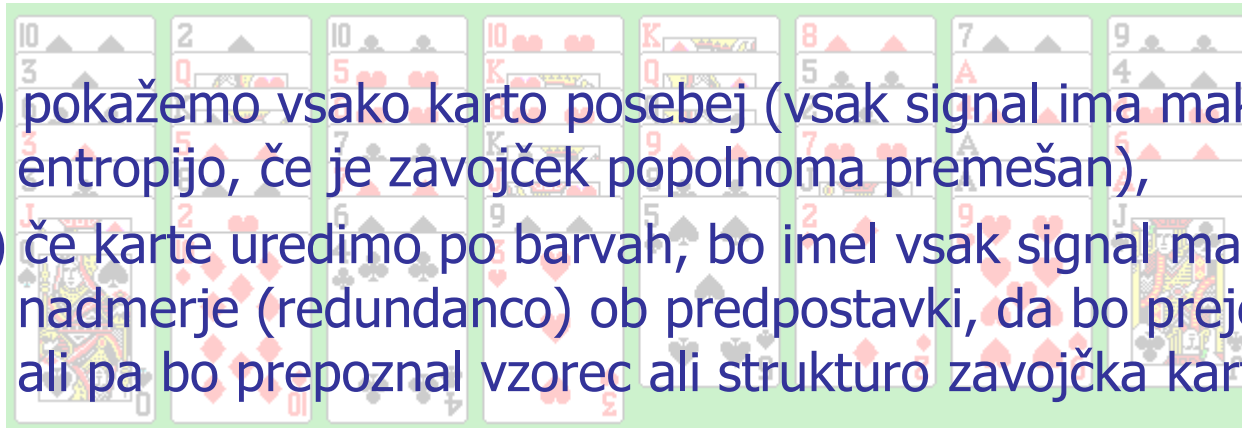 ) pokažemo vsako karto posebej (vsak signal ima mak
entropijo, če je zavojček popolnoma premešan),
) če karte uredimo po barvah, bo imel vsak signal ma
nadmerje (redundanco) ob predpostavki, da bo prej
ali pa bo prepoznal vzorec ali strukturo zavojčka kar